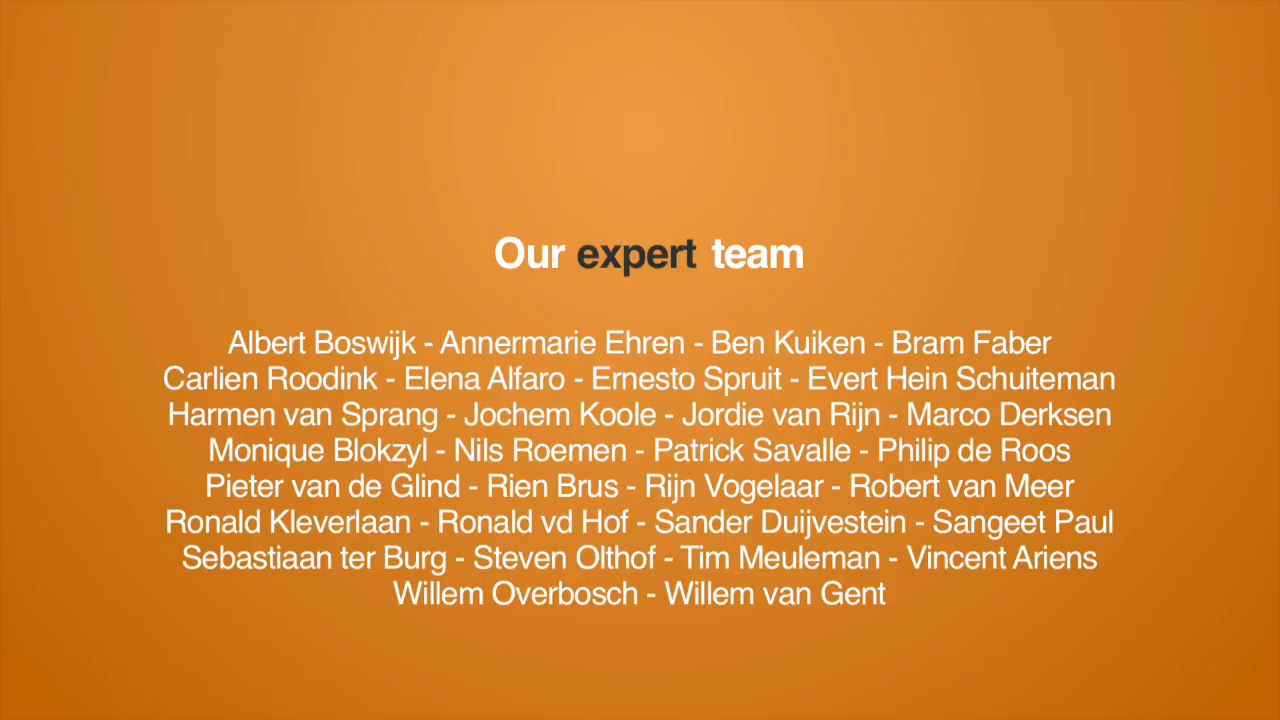 Our expert team
Albert Boswijk - Annermarie Ehren - Ben Kuiken - Bram Faber
Carlien Roodink - Elena Alfaro - Ernesto Spruit - Evert Hein Schuiteman
Harmen van Sprang - Jochem Koole - Jordie van Rijn - Marco Derksen
Monique Blokzyl - Nils Roemen - Patrick Savalle - Philip de Roos
Pieter van de Glind - Rien Brus - Rijn Vogelaar - Robert van Meer
Ronald Kleverlaan - Ronald vd Hof - Sander Duijvestein - Sangeet Paul
Sebastiaan ter Burg - Steven Olthof - Tim Meuleman - Vincent Ariens
Willem Overbosch - Willem van Gent